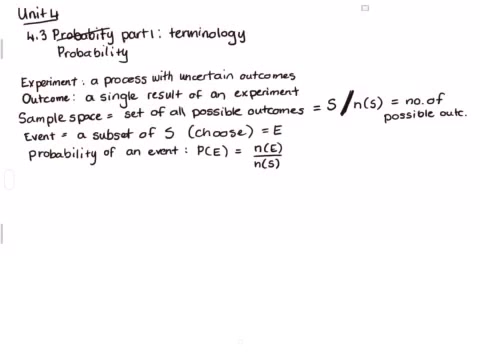 Unit 4
4.3 Probabity part 1: terminology
Probability
Experiment: a process with uncertain outcomes
Outcome: a single result of an experiment
Sample space = set of all possible outcomes = S / n(S) = no. of possible outc.
Event = a subset of S (choose) = E
Probability of an event: P(E) = n(E)/n(S)